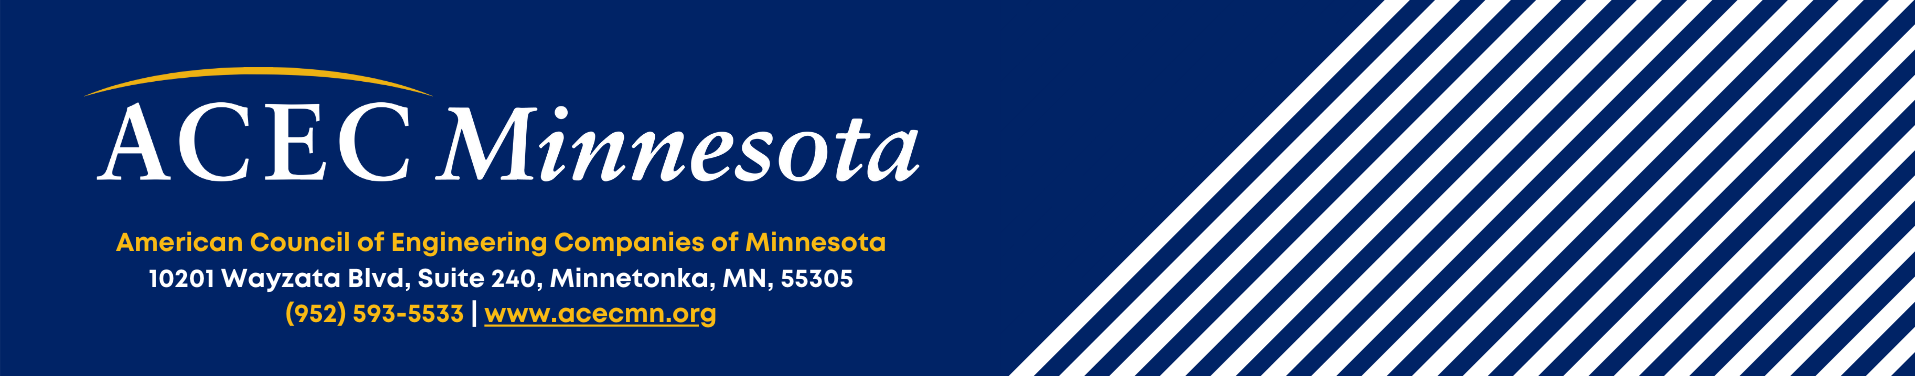 ACEC Minnesota
American Council of Engineering Companies of Minnesota
10201 Wayzata Blvd, Suite 240, Minnetonka, MN, 55305
(952) 593-5533 | www.acecmn.org